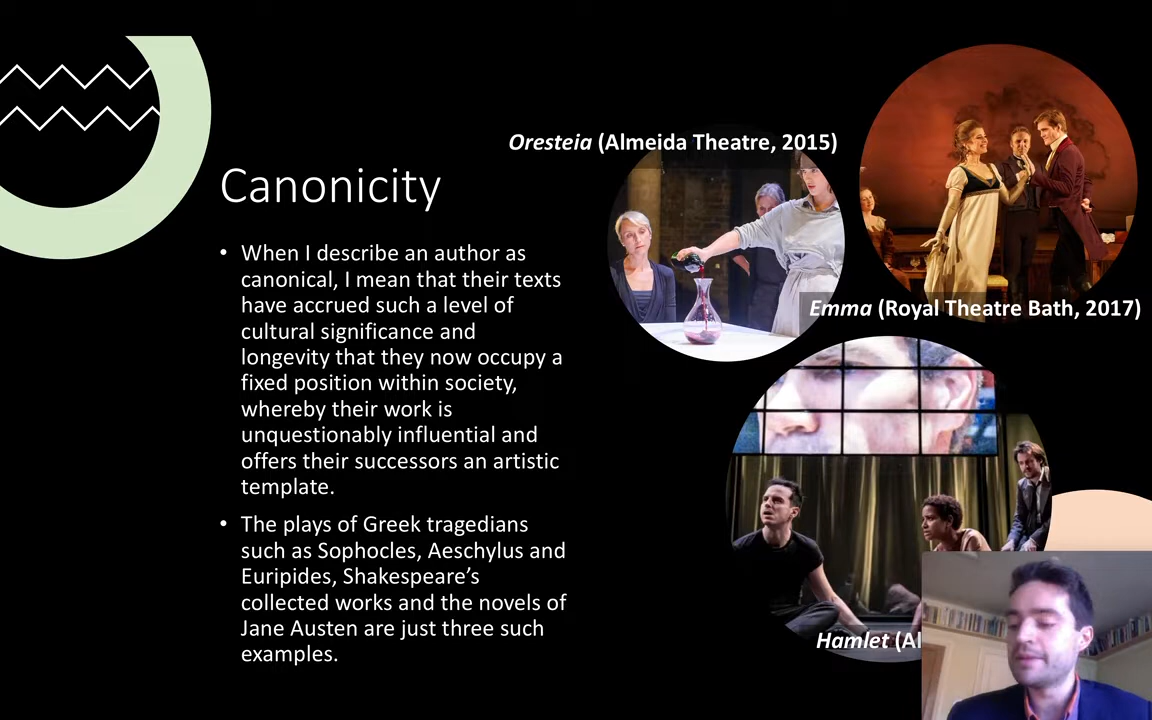 Oresteia (Almeida Theatre, 2015)
Canonicity
• When I describe an author as
canonical, I mean that their texts
have accrued such a level of
cultural significance and
longevity that they now occupy a
fixed position within society,
whereby their work is
unquestionably influential and
offers their successors an artistic
template.
• The plays of Greek tragedians
such as Sophocles, Aeschylus and
Euripides, Shakespeare’s
collected works and the novels of
Jane Austen are just three such
examples.
Emma (Royal Theatre Bath, 2017)
Hamlet (Al